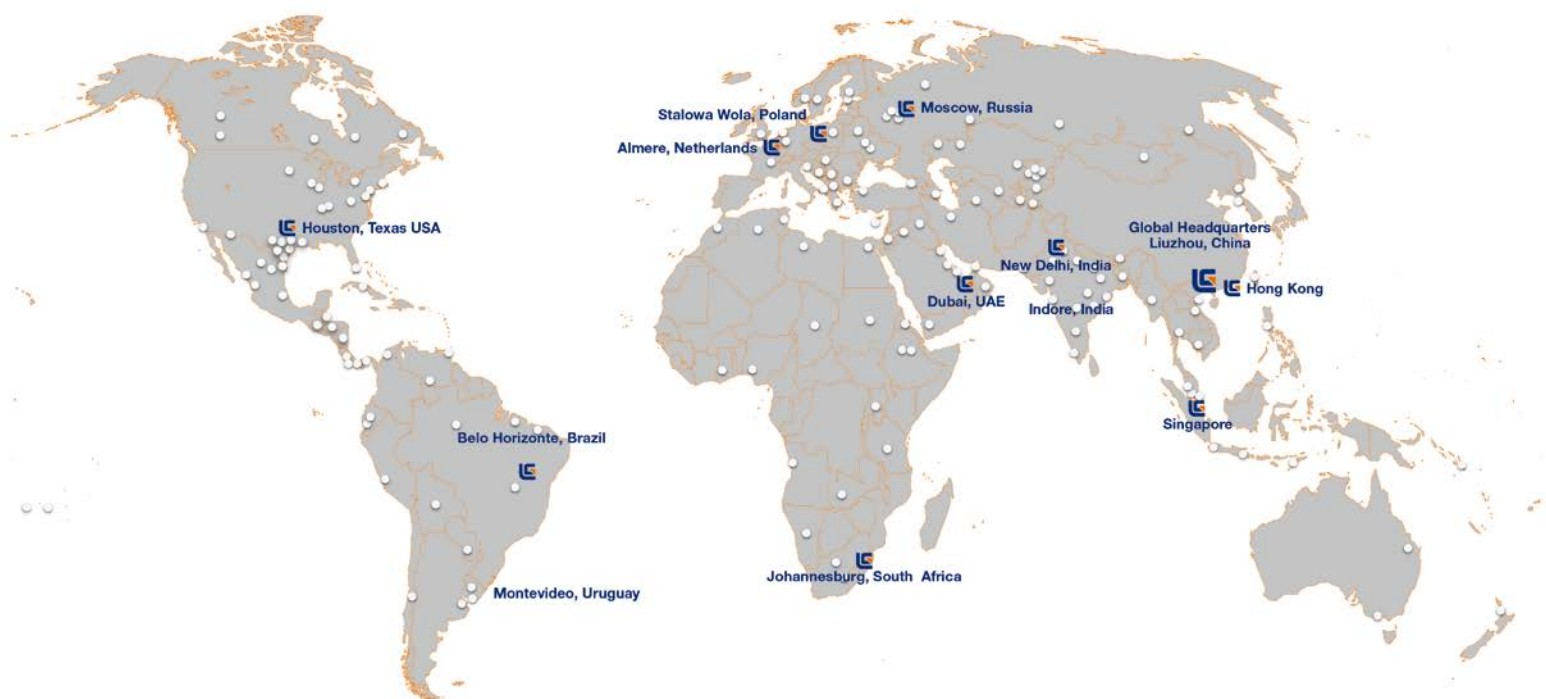 Moscow, Russia
Stalowa Wola, Poland
Almere, Netherlands
Houston, Texas USA
Global Headquarters
Liuzhou, China
New Delhi, India
Hong Kong
Dubai, UAE
Indore, India
Singapore
Belo Horizonte, Brazil
Johannesburg, South Africa
Montevideo, Uruguay